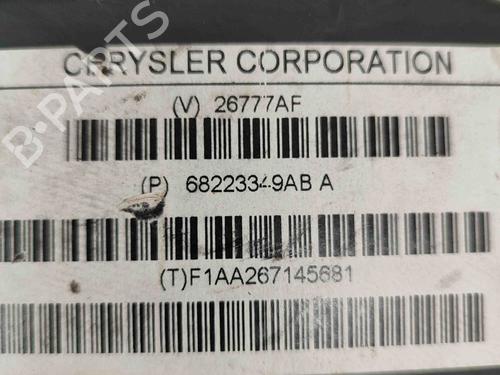 CHRYSLER CORPORATION
(V) 26777AF
(P) 68223349AB A
(T)F1AA267145681
B-PARTS